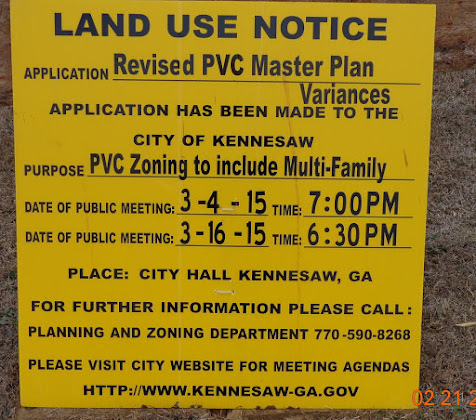 LAND USE NOTICE
APPLICATION Revised PVC Master Plan
Variances
APPLICATION HAS BEEN MADE TO THE
CITY OF KENNESAW
PURPOSE PVC Zoning to include Multi-Family
DATE OF PUBLIC MEETING: 3-4-15 TIME: 7:00PM
DATE OF PUBLIC MEETING: 3-16-15 TIME: 6:30PM
PLACE: CITY HALL KENNESAW, GA
FOR FURTHER INFORMATION PLEASE CALL:
PLANNING AND ZONING DEPARTMENT 770-590-8268
PLEASE VISIT CITY WEBSITE FOR MEETING AGENDAS
HTTP://WWW.KENNESAW-GA.GOV
02 21